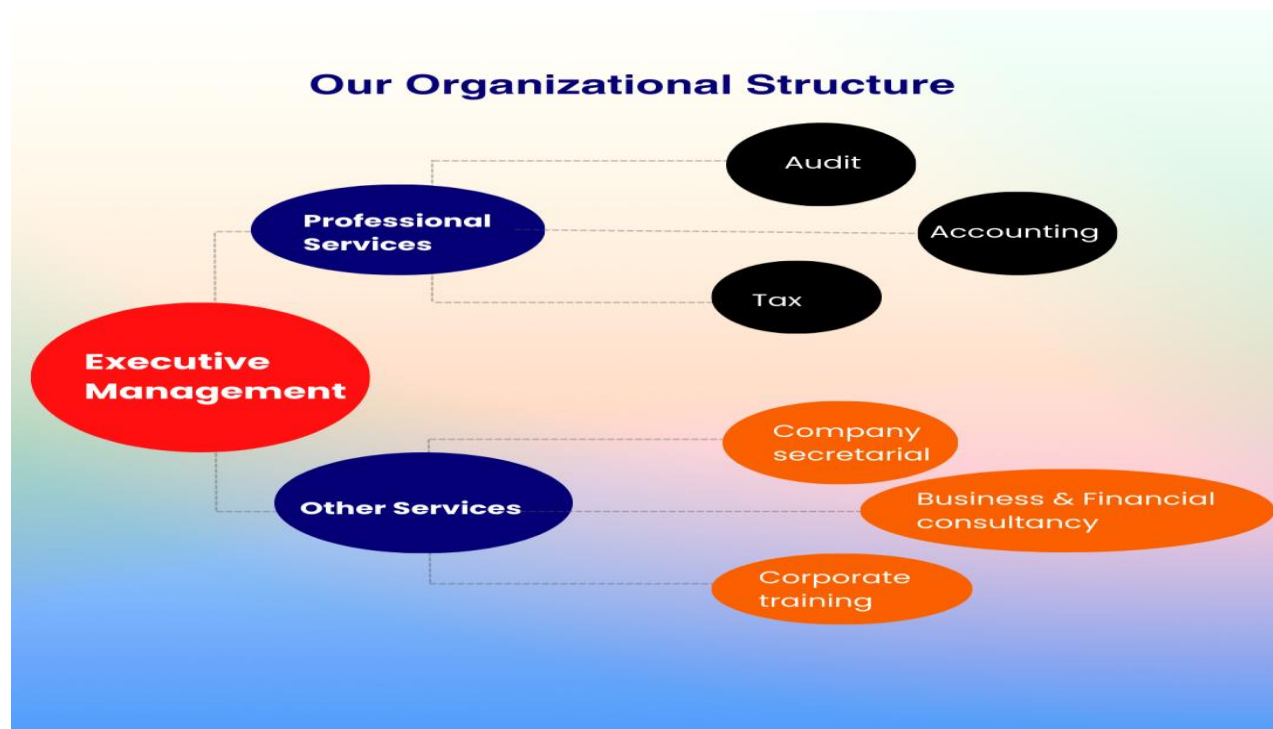 Our Organizational Structure
Audit
Professional
Services
Accounting
Tax
Executive
Management
Company
secretarial
Other Services
Business & Financial
consultancy
Corporate
training